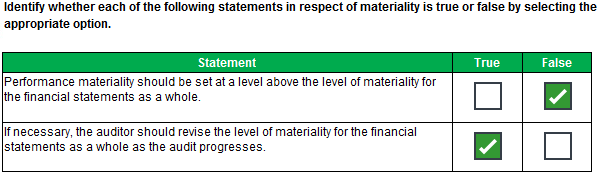 Identify whether each of the following statements in respect of materiality is true or false by selecting the
appropriate option.
Statement True False
Performance materiality should be set at a level above the level of materiality for
the financial statements as a whole.
If necessary, the auditor should revise the level of materiality for the financial
statements as a whole as the audit progresses.